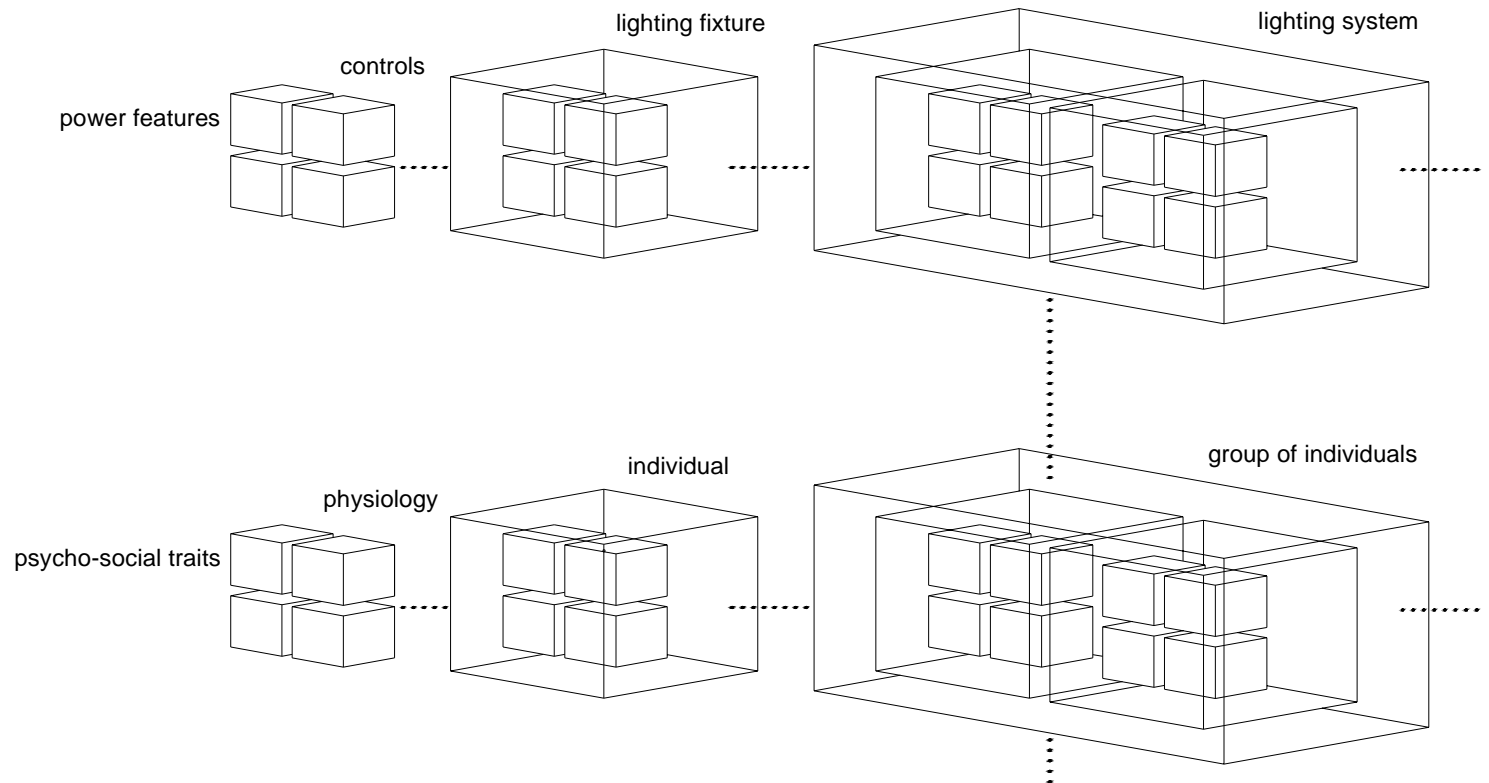 lighting fixture
lighting system
controls
power features
individual
group of individuals
physiology
psycho-social traits